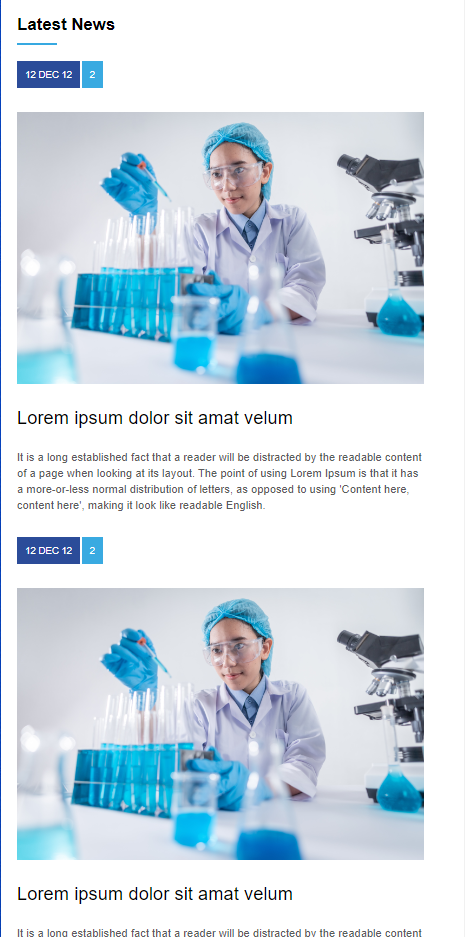 Latest News
12 DEC 12 2
Lorem ipsum dolor sit amat velum
It is a long established fact that a reader will be distracted by the readable content
of a page when looking at its layout. The point of using Lorem Ipsum is that it has
a more-or-less normal distribution of letters, as opposed to using 'Content here,
content here', making it look like readable English.
12 DEC 12 2
Lorem ipsum dolor sit amat velum
It is a long established fact that a reader will be distracted by the readable content